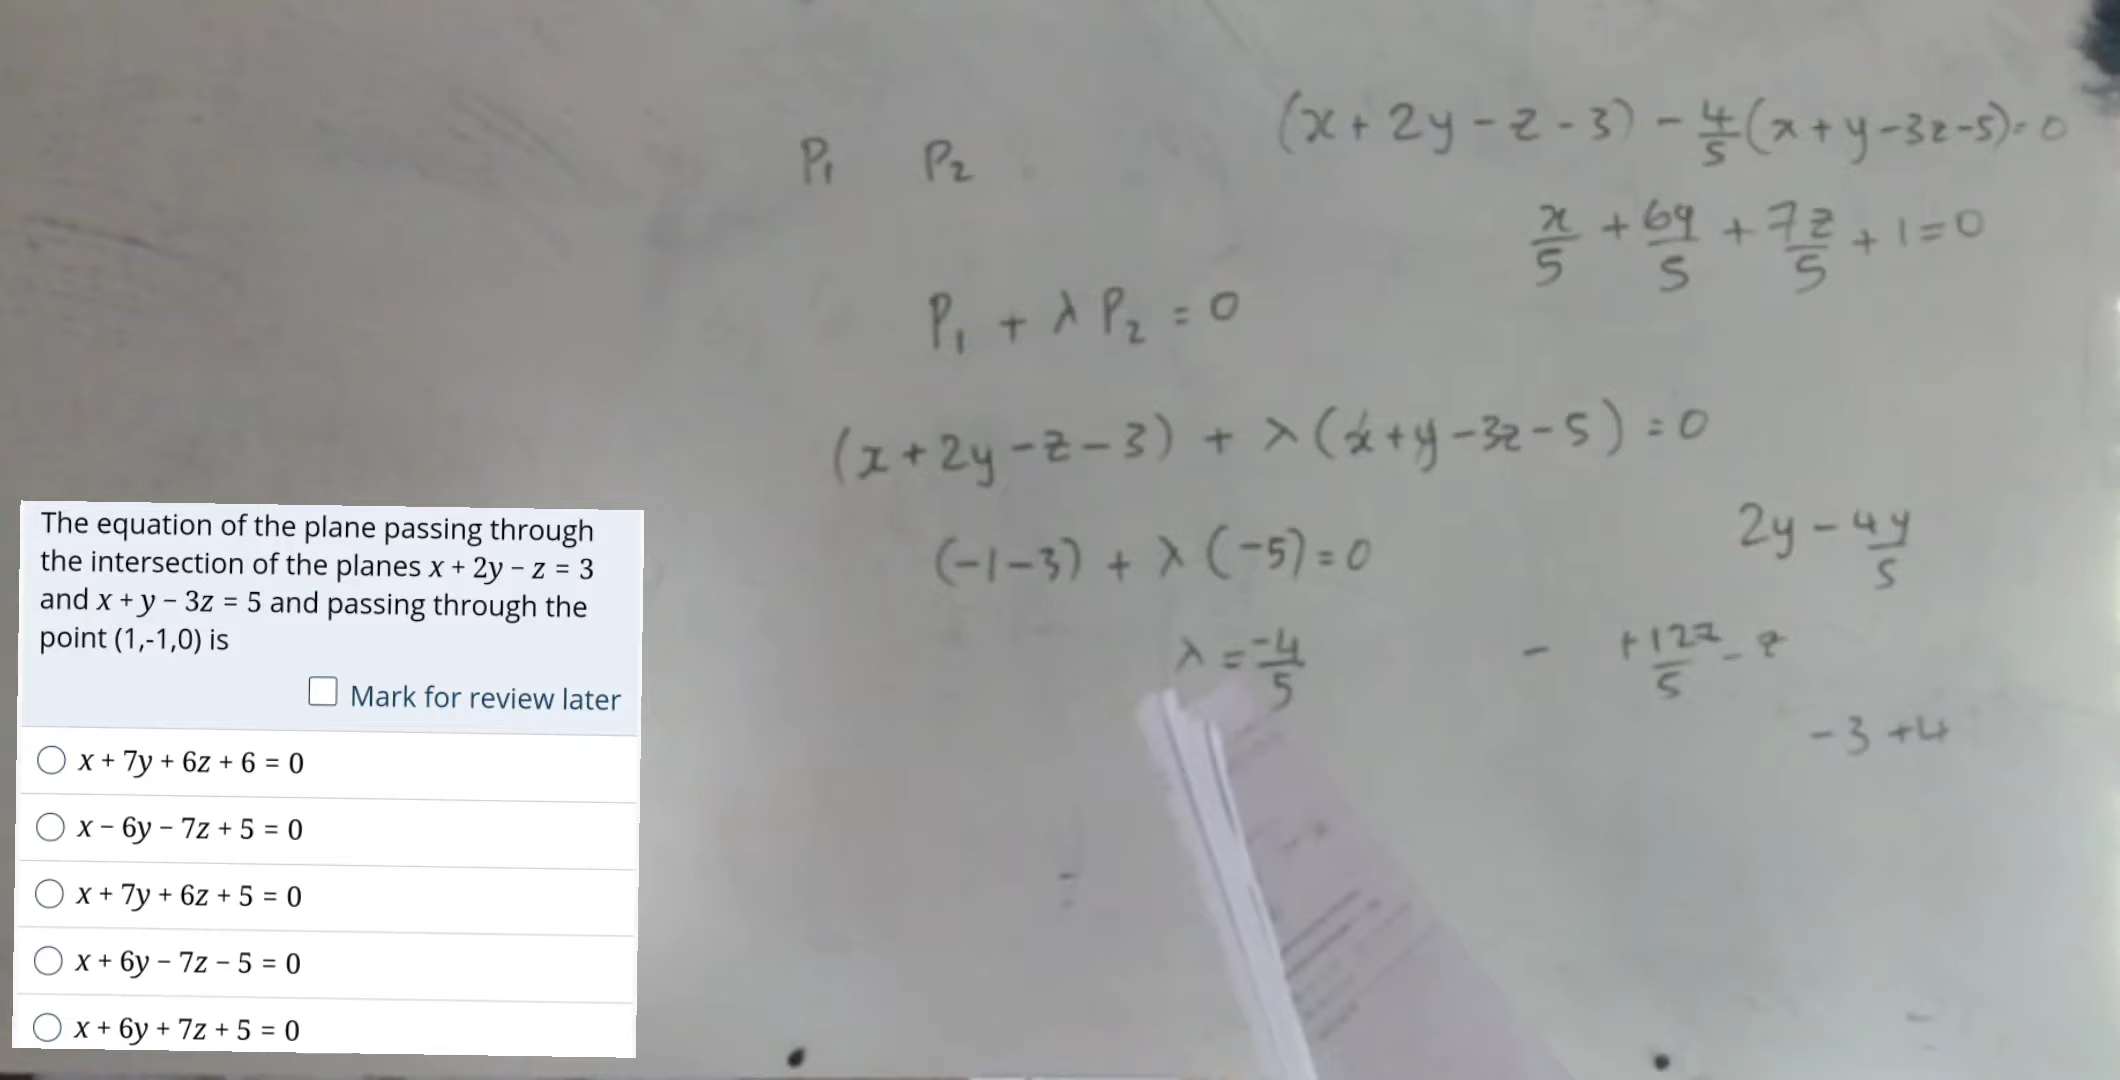 P₁ P₂
(x + 2y - z - 3) - 4/5 (x + y - 3z - 5) = 0
x/5 + 6y/5 + 7z/5 + 1 = 0
P₁ + λ P₂ = 0
(x + 2y - z - 3) + λ (x + y - 3z - 5) = 0
(-1 - 3) + λ (-5) = 0
2y - 4y/5
λ = -4/5
- + 12z/5 - z
-3 + 4
The equation of the plane passing through
the intersection of the planes x + 2y − z = 3
and x + y − 3z = 5 and passing through the
point (1,-1,0) is
Mark for review later
x + 7y + 6z + 6 = 0
x − 6y − 7z + 5 = 0
x + 7y + 6z + 5 = 0
x + 6y − 7z − 5 = 0
x + 6y + 7z + 5 = 0